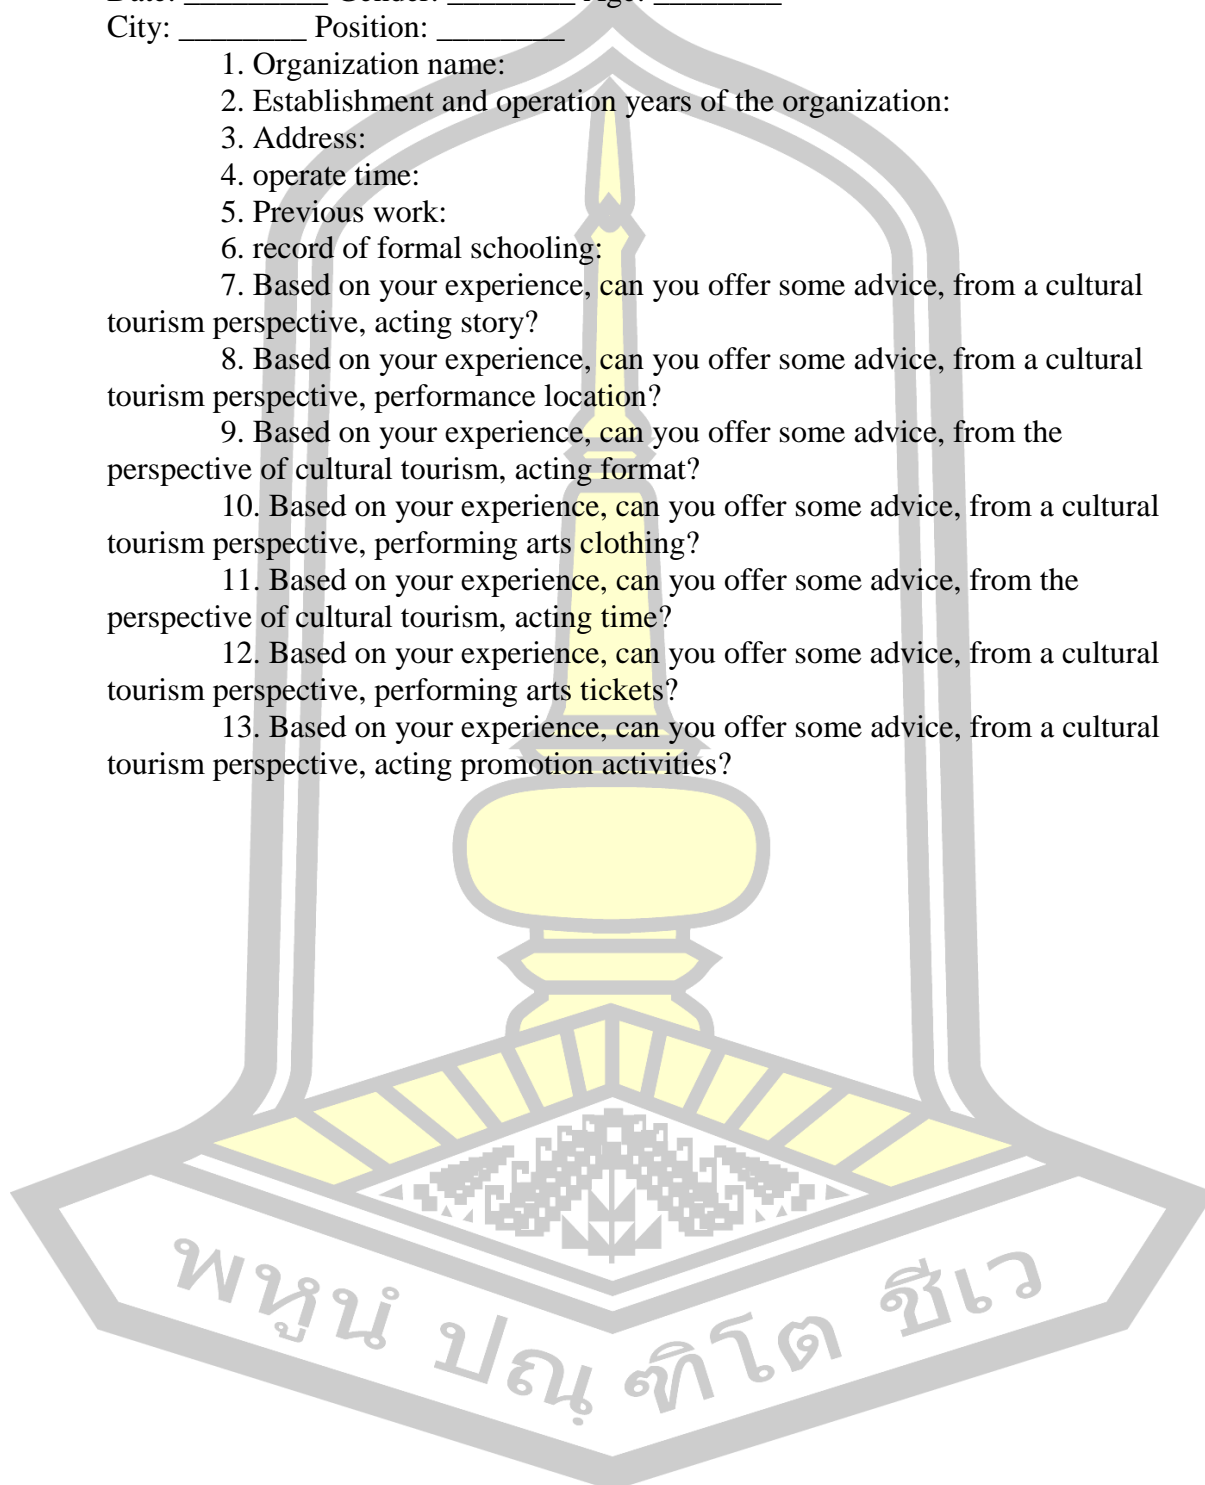 Date: _________ Gender: ________ Age: ________
City: ________ Position: ________
1. Organization name:
2. Establishment and operation years of the organization:
3. Address:
4. operate time:
5. Previous work:
6. record of formal schooling:
7. Based on your experience, can you offer some advice, from a cultural
tourism perspective, acting story?
8. Based on your experience, can you offer some advice, from a cultural
tourism perspective, performance location?
9. Based on your experience, can you offer some advice, from the
perspective of cultural tourism, acting format?
10. Based on your experience, can you offer some advice, from a cultural
tourism perspective, performing arts clothing?
11. Based on your experience, can you offer some advice, from the
perspective of cultural tourism, acting time?
12. Based on your experience, can you offer some advice, from a cultural
tourism perspective, performing arts tickets?
13. Based on your experience, can you offer some advice, from a cultural
tourism perspective, acting promotion activities?
พหูนํ ปณฺฑิโต ชีเว